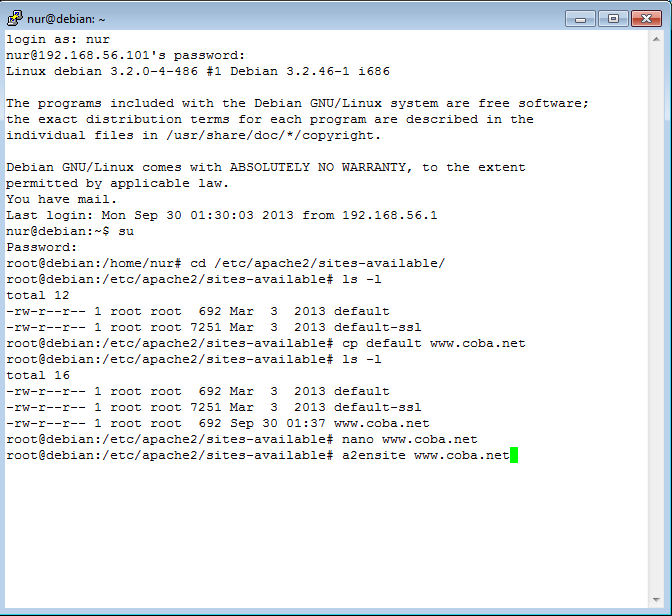 nur@debian: ~
login as: nur
nur@192.168.56.101's password:
Linux debian 3.2.0-4-486 #1 Debian 3.2.46-1 i686
The programs included with the Debian GNU/Linux system are free software;
the exact distribution terms for each program are described in the
individual files in /usr/share/doc/*/copyright.
Debian GNU/Linux comes with ABSOLUTELY NO WARRANTY, to the extent
permitted by applicable law.
You have mail.
Last login: Mon Sep 30 01:30:03 2013 from 192.168.56.1
nur@debian:~$ su
Password:
root@debian:/home/nur# cd /etc/apache2/sites-available/
root@debian:/etc/apache2/sites-available# ls -l
total 12
-rw-r--r-- 1 root root  692 Mar  3  2013 default
-rw-r--r-- 1 root root 7251 Mar  3  2013 default-ssl
root@debian:/etc/apache2/sites-available# cp default www.coba.net
root@debian:/etc/apache2/sites-available# ls -l
total 16
-rw-r--r-- 1 root root  692 Mar  3  2013 default
-rw-r--r-- 1 root root 7251 Mar  3  2013 default-ssl
-rw-r--r-- 1 root root  692 Sep 30 01:37 www.coba.net
root@debian:/etc/apache2/sites-available# nano www.coba.net
root@debian:/etc/apache2/sites-available# a2ensite www.coba.net